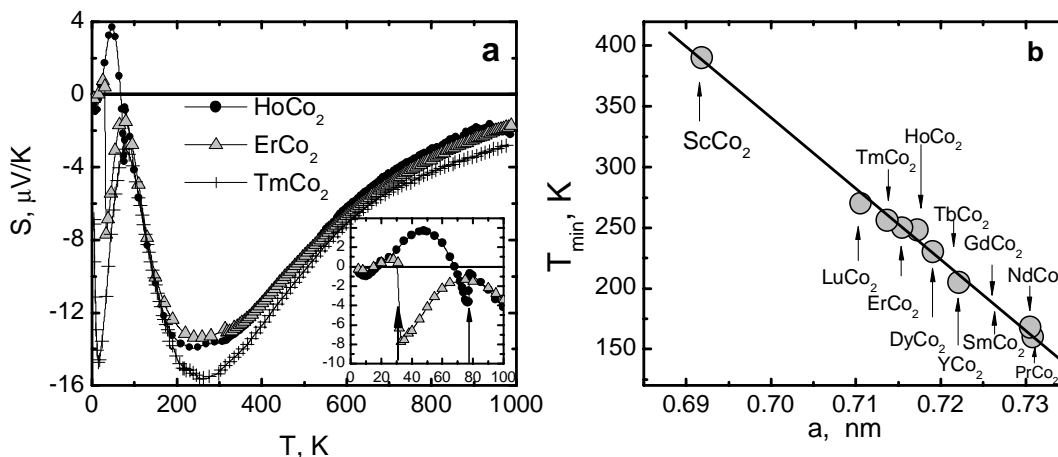 a
4
0
-4
-8
-12
-16
S, μV/K
HoCo2
ErCo2
TmCo2
4
2
0
-2
-4
-6
-8
-10
0 20 40 60 80 100
0 200 400 600 800 1000
T, K
b
400
350
300
250
200
150
Tmin, K
ScCo2
HoCo2
TmCo2
TbCo2
GdCo2
NdCo
LuCo2
ErCo2
DyCo2
YCo2
SmCo2
PrCo2
0.69 0.70 0.71 0.72 0.73
a, nm